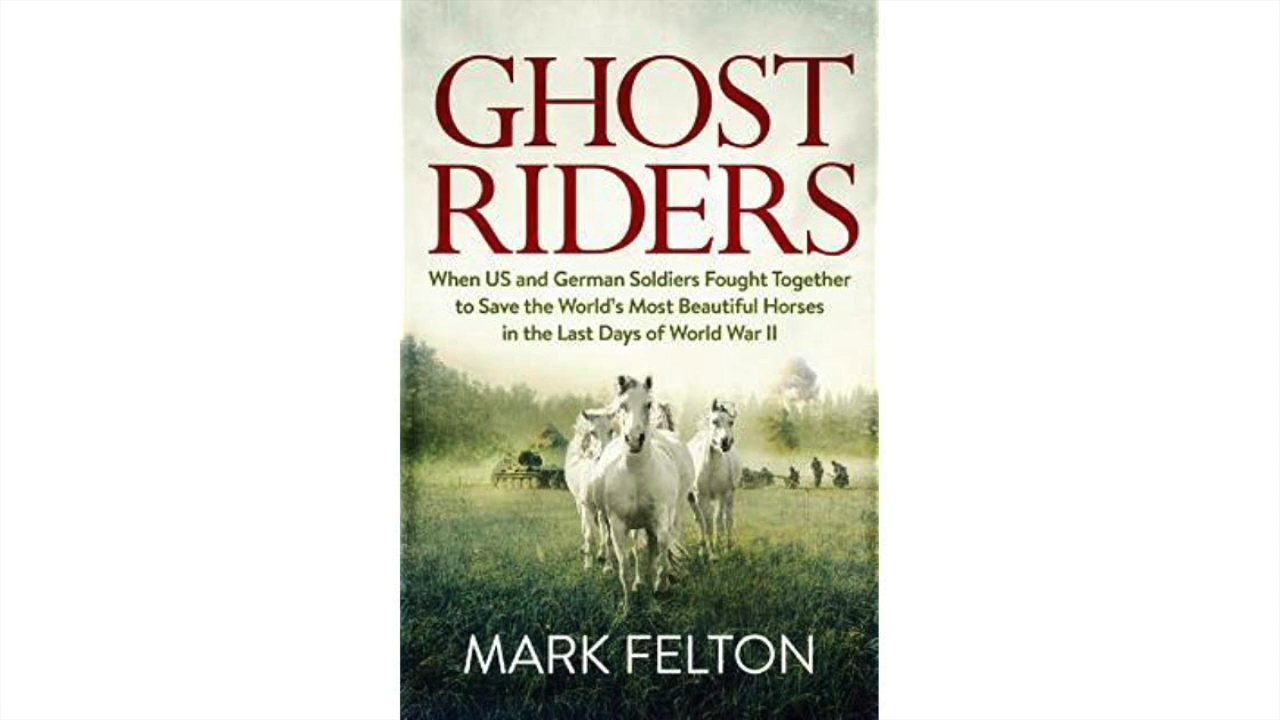 GHOST
RIDERS
When US and German Soldiers Fought Together
to Save the World's Most Beautiful Horses
in the Last Days of World War II
MARK FELTON